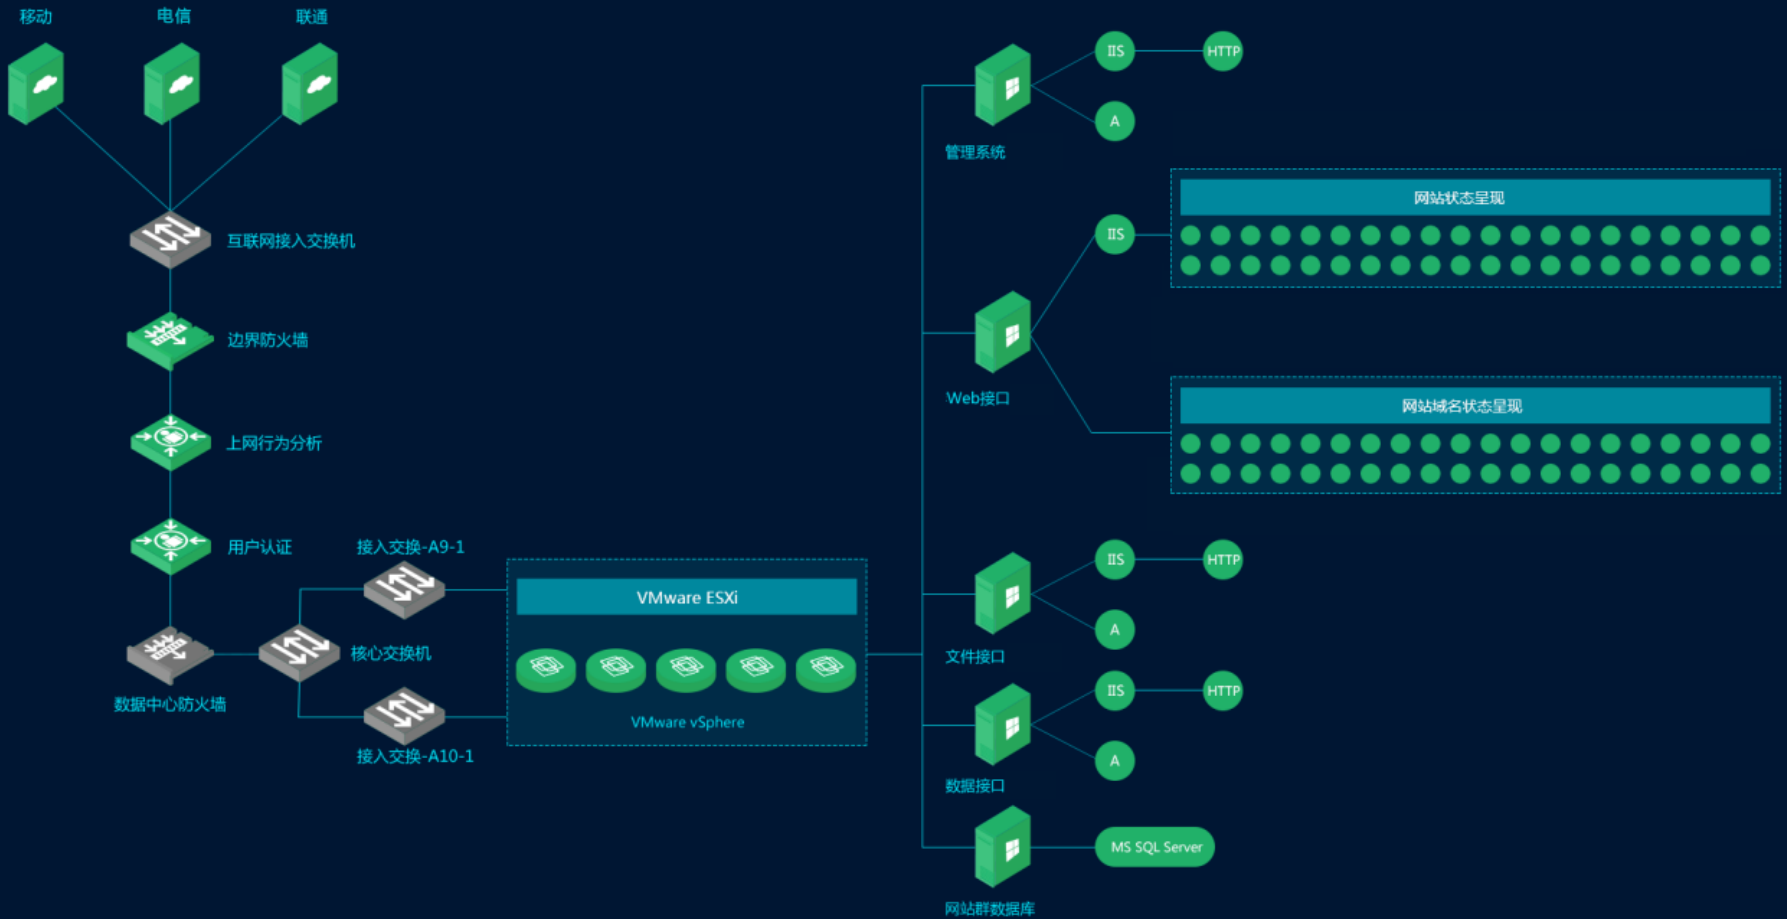 移动
电信
联通
互联网接入交换机
边界防火墙
上网行为分析
用户认证
数据中心防火墙
核心交换机
接入交换-A9-1
接入交换-A10-1
VMware ESXi
VMware vSphere
IIS
HTTP
A
管理系统
IIS
网站状态呈现
Web接口
网站域名状态呈现
IIS
HTTP
A
文件接口
IIS
HTTP
A
数据接口
MS SQL Server
网站群数据库